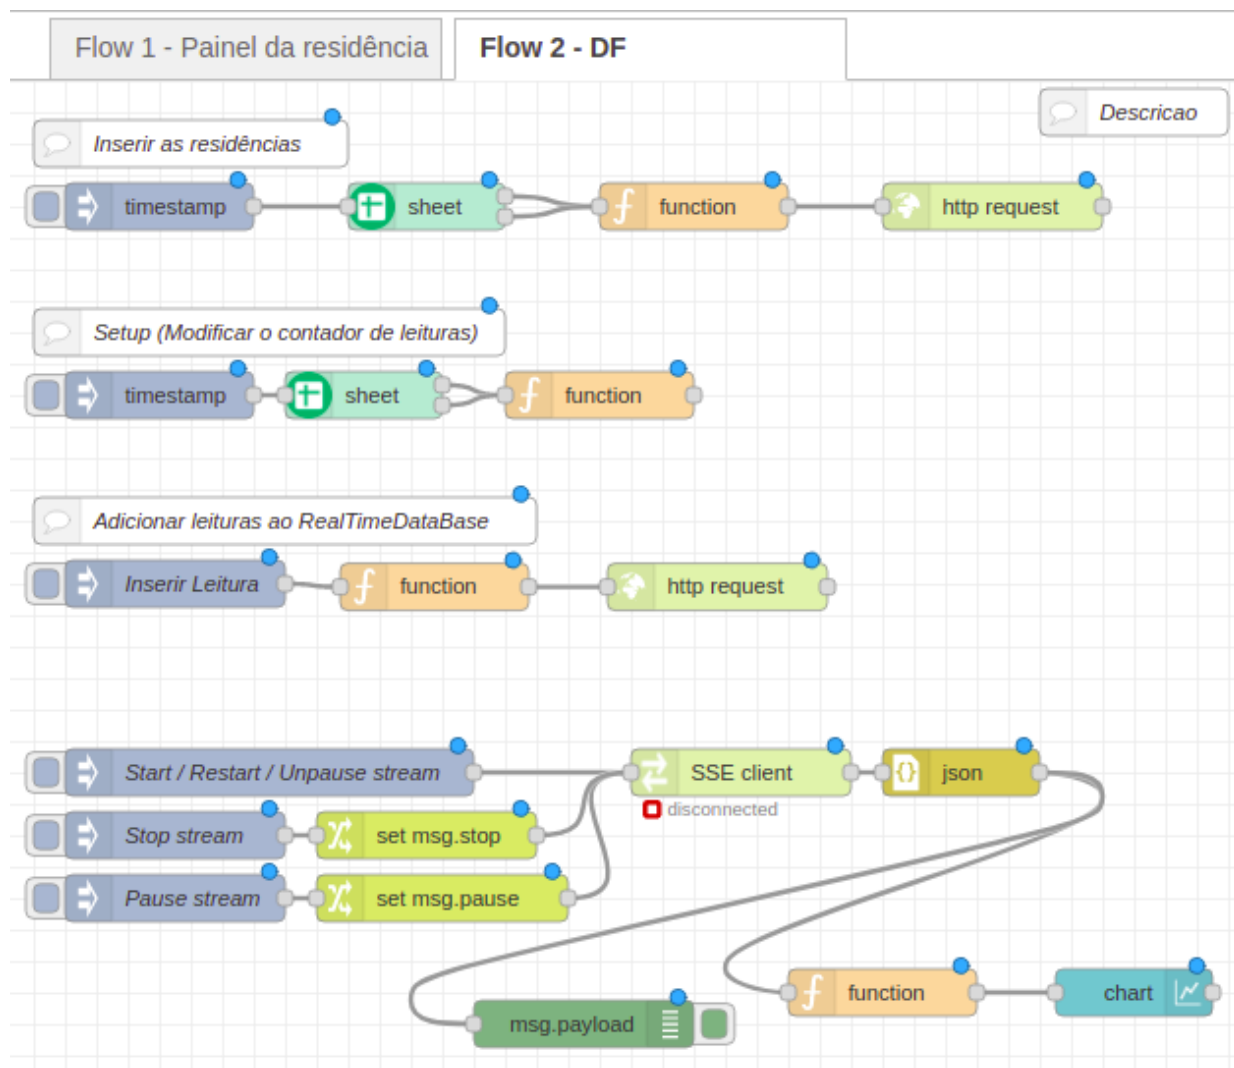 Flow 1 - Painel da residência
Flow 2 - DF
Descricao
Inserir as residências
timestamp
sheet
function
http request
Setup (Modificar o contador de leituras)
timestamp
sheet
function
Adicionar leituras ao RealTimeDataBase
Inserir Leitura
function
http request
Start / Restart / Unpause stream
SSE client
json
disconnected
Stop stream
set msg.stop
Pause stream
set msg.pause
function
chart
msg.payload